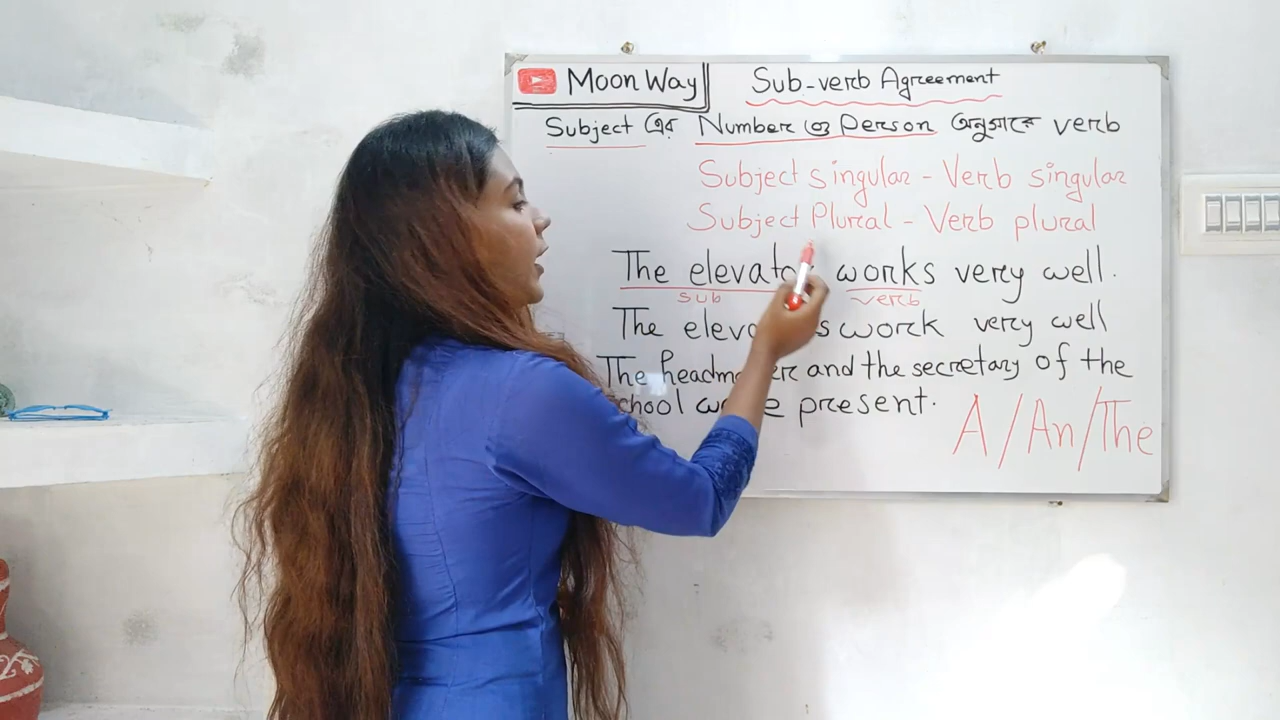 Moon Way
Sub-verb Agreement
Subject এর Number ও Person অনুসারে verb
Subject singular - Verb singular
Subject Plural - Verb plural
The works very well.
sub verb
The work very well
The and the secretary of the
present.
A/An/The